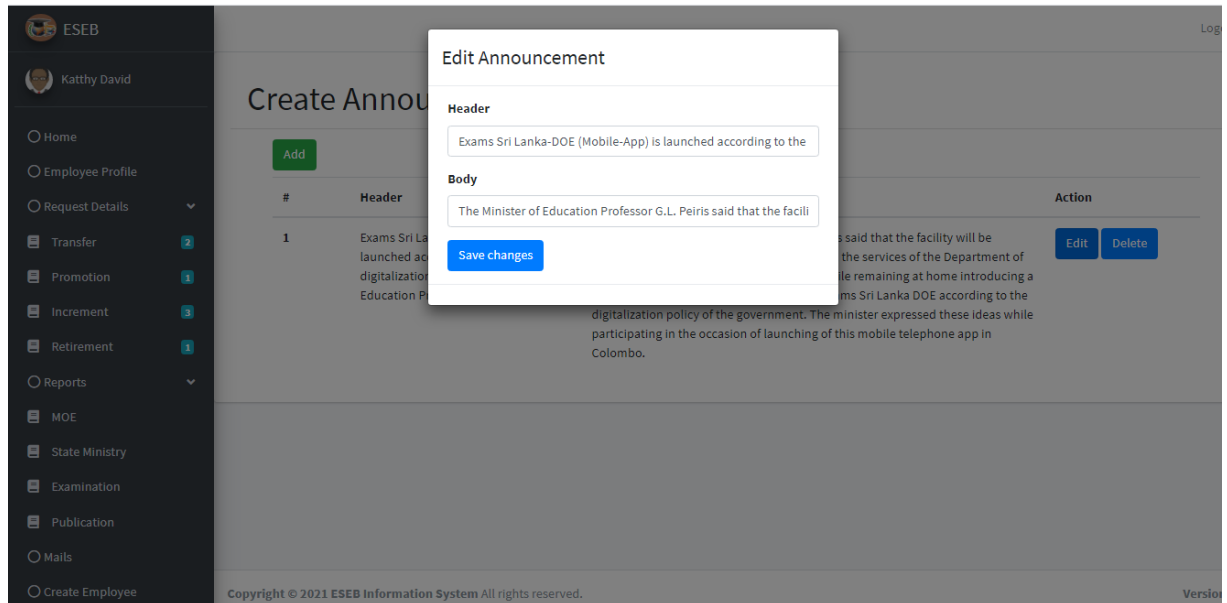 ESEB
Katthy David
Home
Employee Profile
Request Details
Transfer 2
Promotion 1
Increment 3
Retirement 1
Reports
MOE
State Ministry
Examination
Publication
Mails
Create Employee
Create Annou
Add
# Header Action
1
Exams Sri La
launched
digitalization
Education
said that the facility will be
the services of the Department of
remaining at home introducing a
Sri Lanka DOE according to the
digitalization policy of the government. The minister expressed these ideas while
participating in the occasion of launching of this mobile telephone app in
Colombo.
Edit Delete
Edit Announcement
Header
Exams Sri Lanka-DOE (Mobile-App) is launched according to the
Body
The Minister of Education Professor G.L. Peiris said that the facili
Save changes
Copyright © 2021 ESEB Information System All rights reserved.
Version